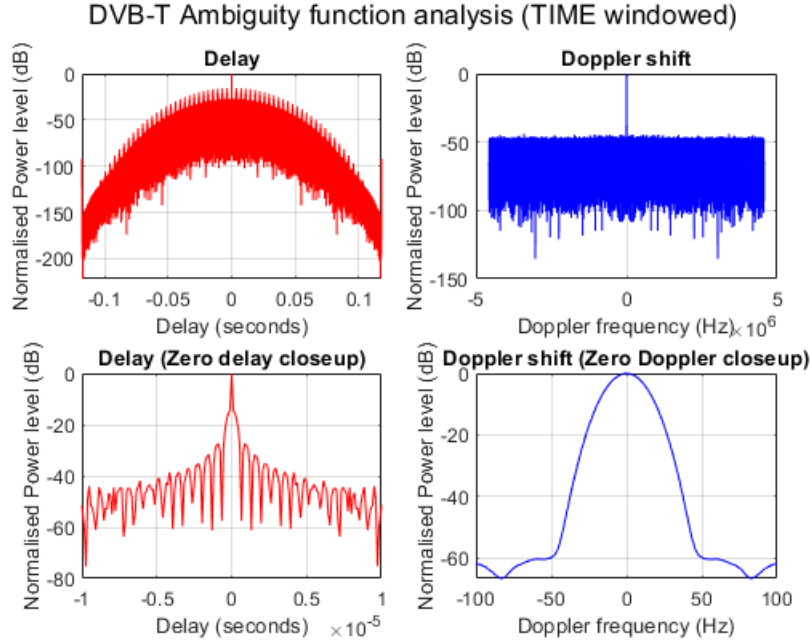 DVB-T Ambiguity function analysis (TIME windowed)
Delay
Normalised Power level (dB)
0
-50
-100
-150
-200
-0.1
-0.05
0
0.05
0.1
Delay (seconds)
Doppler shift
Normalised Power level (dB)
0
-50
-100
-150
-5
0
5
Doppler frequency (Hz)
×10^6
Delay (Zero delay closeup)
Normalised Power level (dB)
0
-20
-40
-60
-80
-1
-0.5
0
0.5
1
Delay (seconds)
×10^-5
Doppler shift (Zero Doppler closeup)
Normalised Power level (dB)
0
-20
-40
-60
-100
-50
0
50
100
Doppler frequency (Hz)